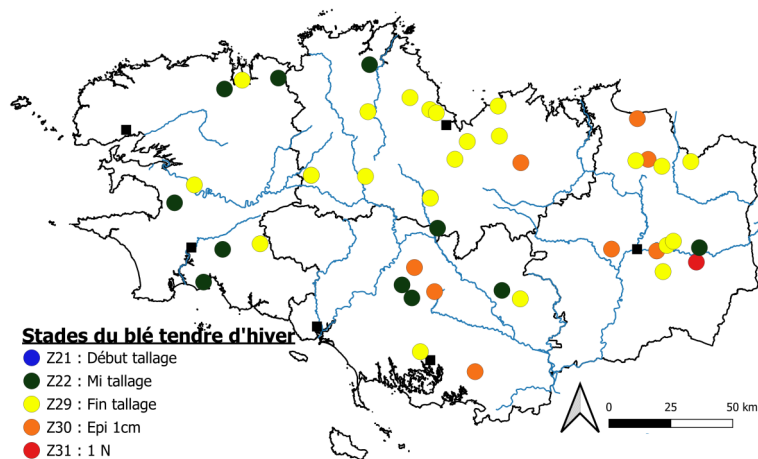 Stades du blé tendre d'hiver
Z21 : Début tallage
Z22 : Mi tallage
Z29 : Fin tallage
Z30 : Epi 1cm
Z31 : 1 N
0 25 50 km